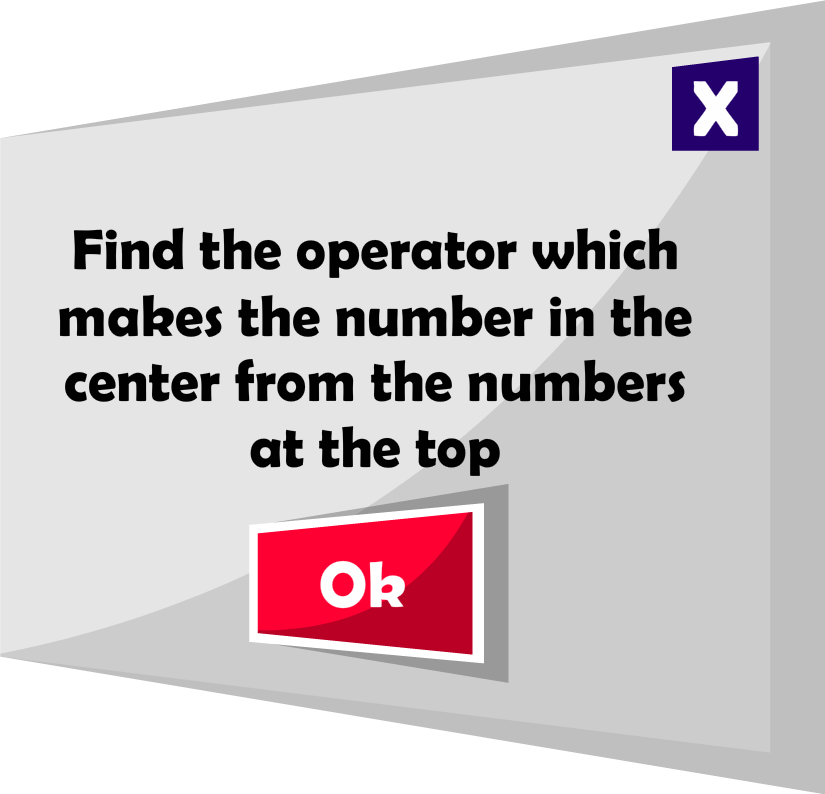 X
Find the operator which
makes the number in the
center from the numbers
at the top
Ok